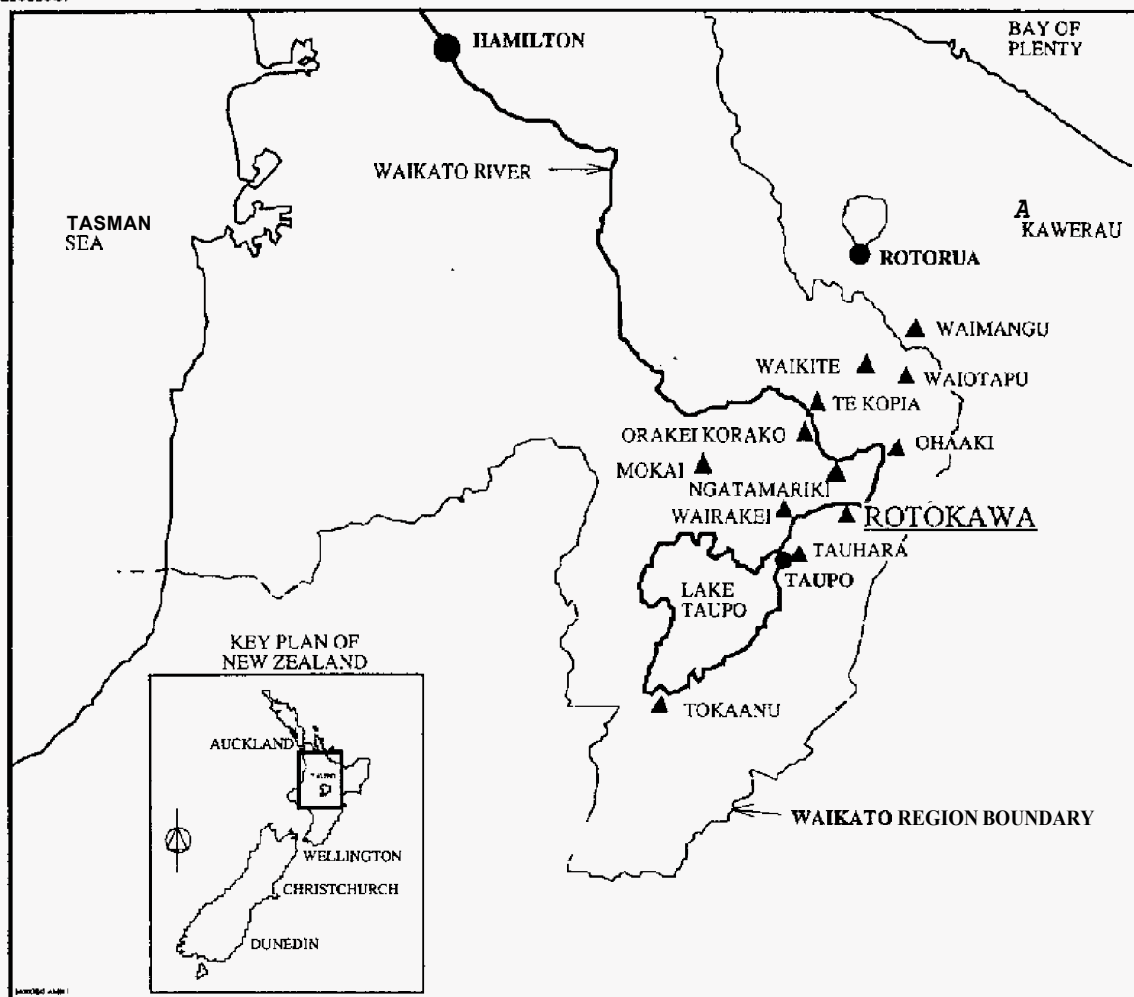 HAMILTON
BAY OF
PLENTY
WAIKATO RIVER
TASMAN
SEA
A
KAWERAU
ROTORUA
WAIMANGU
WAIKITE
WAIOTAPU
TE KOPIA
ORAKEI KORAKO
OHAAKI
MOKAI
NGATAMARIKI
WAIRAKEI
ROTOKAWA
TAUHARA
TAUPO
LAKE
TAUPO
KEY PLAN OF
NEW ZEALAND
TOKAANU
AUCKLAND
WAIKATO REGION BOUNDARY
WELLINGTON
CHRISTCHURCH
DUNEDIN